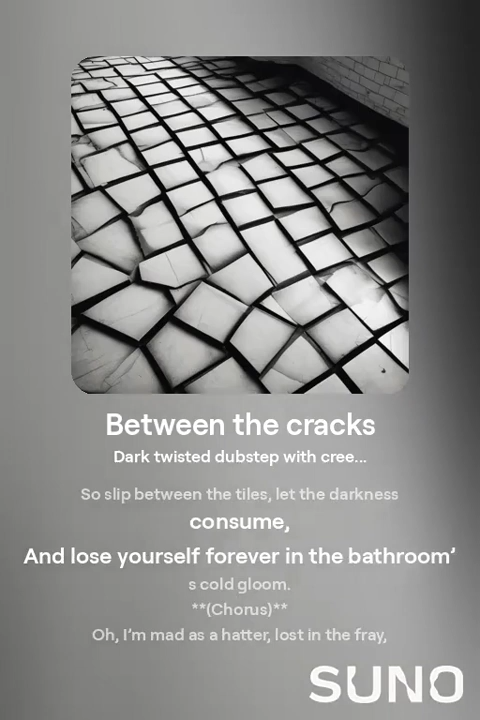 Between the cracks
Dark twisted dubstep with cree...
So slip between the tiles, let the darkness
consume,
And lose yourself forever in the bathroom’
s cold gloom.
**(Chorus)**
Oh, I’m mad as a hatter, lost in the fray,
SUNO